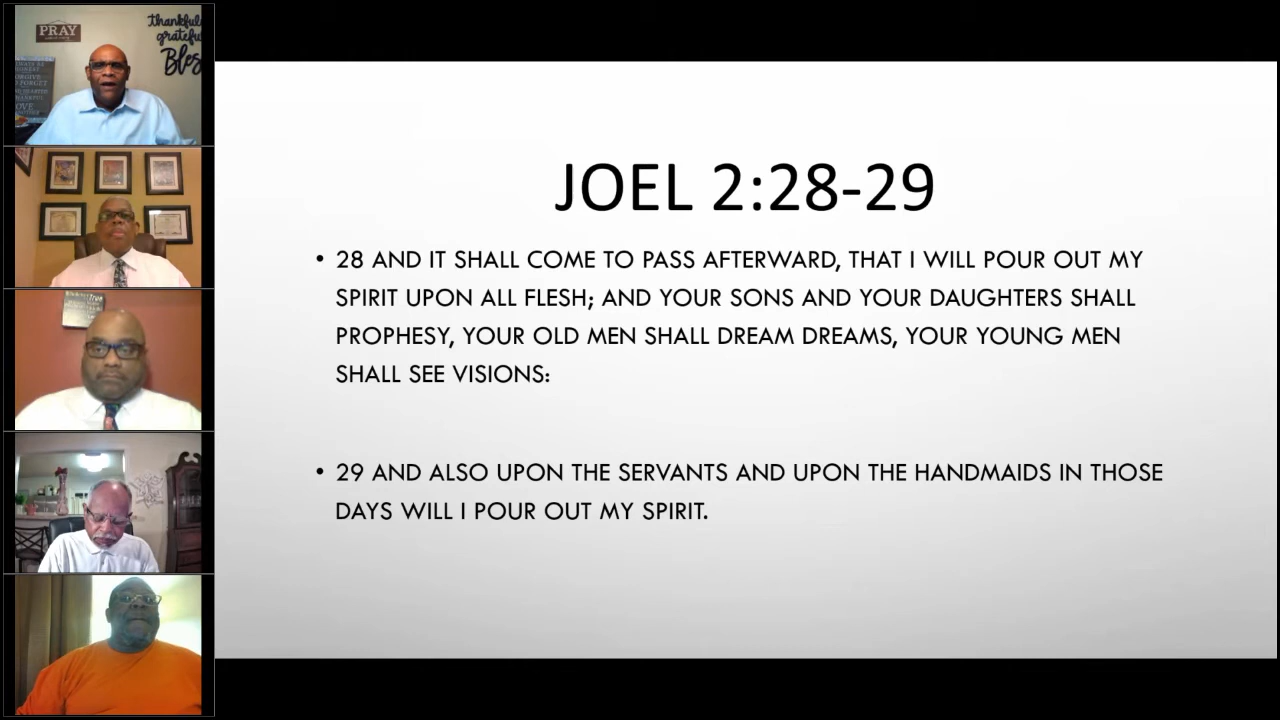 PRAY
thankful
grateful
Bles
JOEL 2:28-29
• 28 AND IT SHALL COME TO PASS AFTERWARD, THAT I WILL POUR OUT MY
SPIRIT UPON ALL FLESH; AND YOUR SONS AND YOUR DAUGHTERS SHALL
PROPHESY, YOUR OLD MEN SHALL DREAM DREAMS, YOUR YOUNG MEN
SHALL SEE VISIONS:
• 29 AND ALSO UPON THE SERVANTS AND UPON THE HANDMAIDS IN THOSE
DAYS WILL I POUR OUT MY SPIRIT.